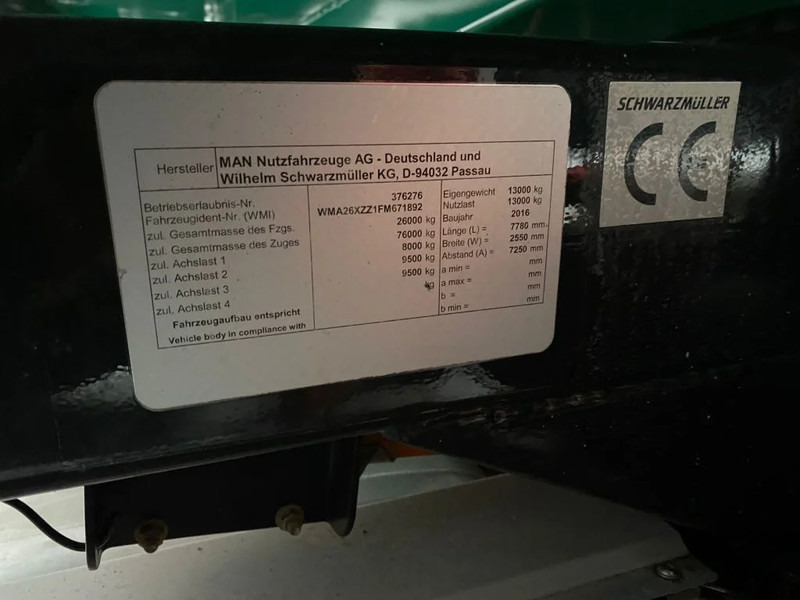 Hersteller MAN Nutzfahrzeuge AG - Deutschland und
Wilhelm Schwarzmüller KG, D-94032 Passau
Betriebserlaubnis-Nr. 376276
Fahrzeugident-Nr. (WMI) WMA26XZZ1FM671892
zul. Gesamtmasse des Fzgs. 26000 kg
zul. Gesamtmasse des Zuges 76000 kg
zul. Achslast 1 8000 kg
zul. Achslast 2 9500 kg
zul. Achslast 3 9500 kg
zul. Achslast 4 kg
Fahrzeugaufbau entspricht
Vehicle body in compliance with
Eigengewicht 13000 kg
Nutzlast 13000 kg
Baujahr 2016
Länge (L) = 7780 mm
Breite (W) = 2550 mm
Abstand (A) = 7250 mm
a min = mm
a max = mm
b = mm
b min = mm
SCHWARZMÜLLER
CE